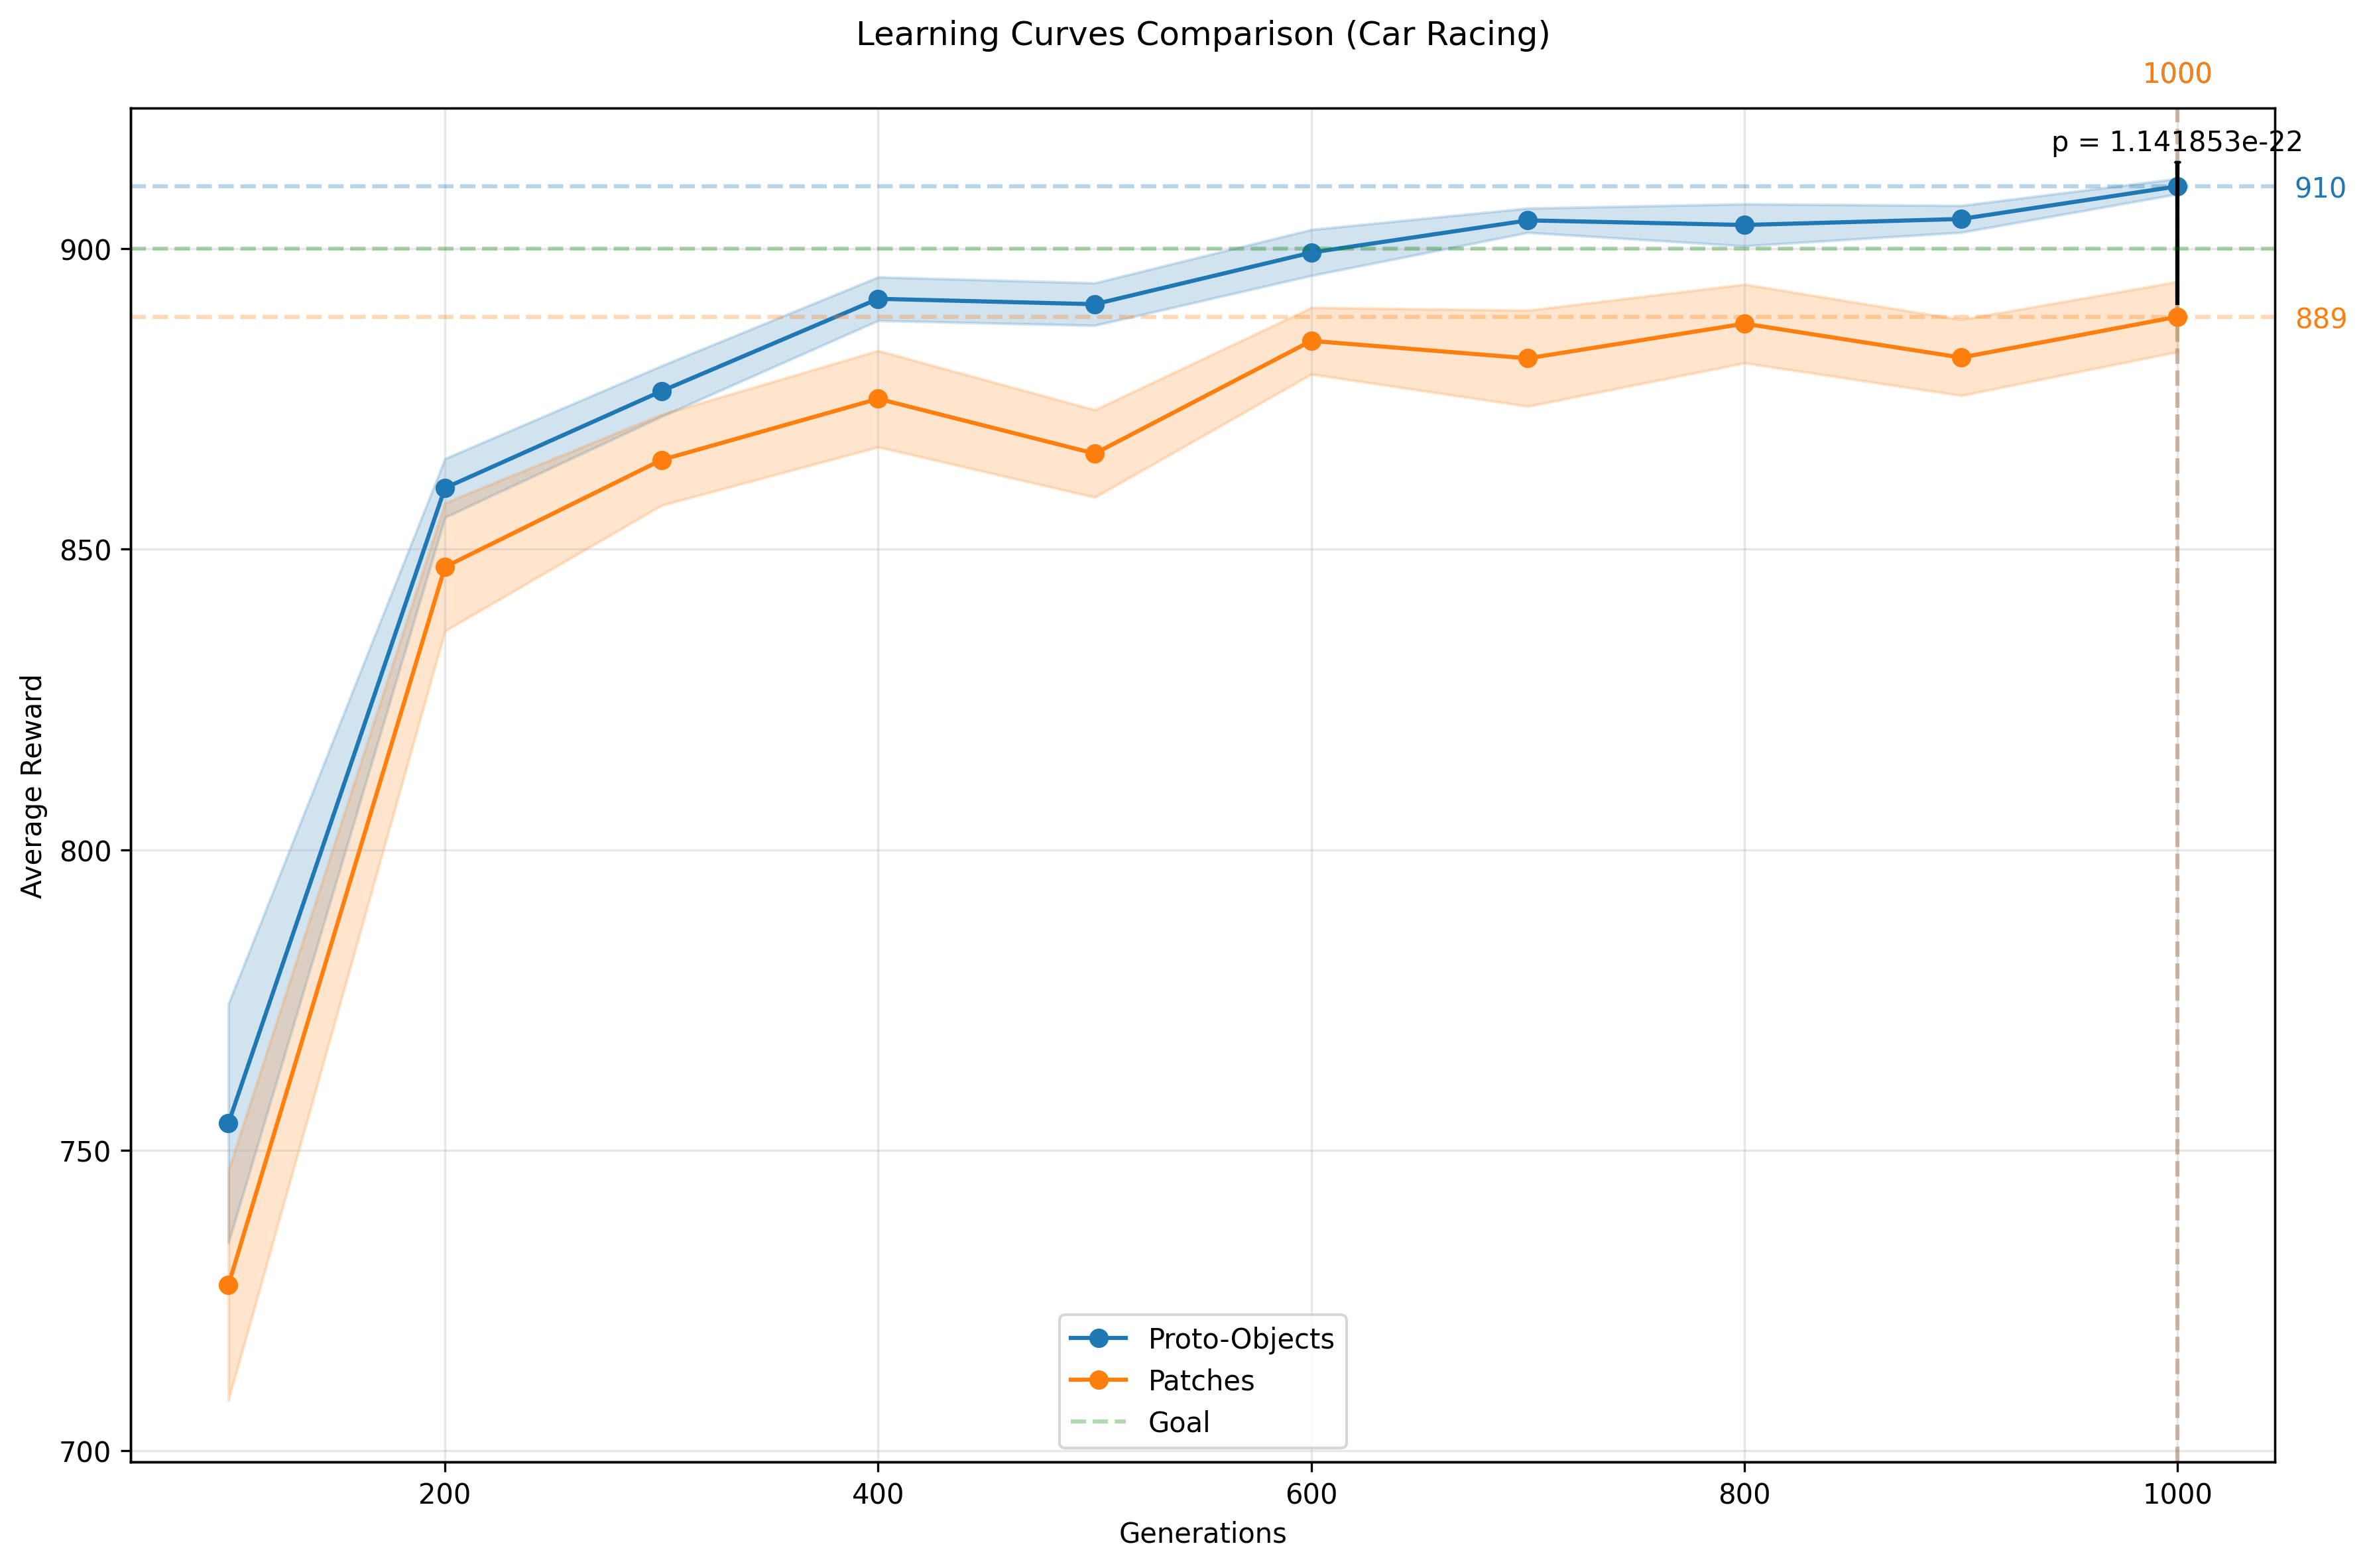 Learning Curves Comparison (Car Racing)
1000
p = 1.141853e-22
910
900
889
850
800
750
700
Average Reward
Proto-Objects
Patches
Goal
200 400 600 800 1000
Generations